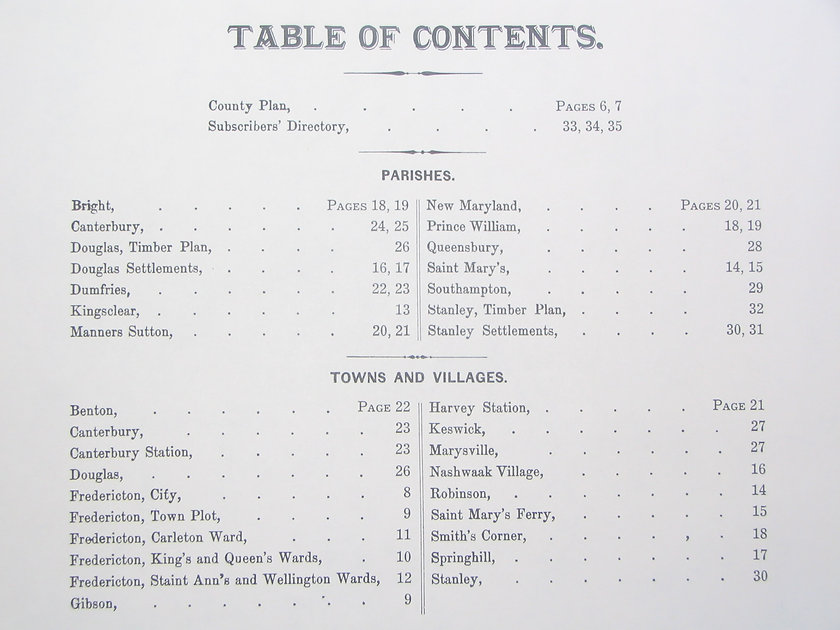 TABLE OF CONTENTS.
County Plan, . . . . . PAGES 6, 7
Subscribers' Directory, . . . . 33, 34, 35
PARISHES.
Bright, . . . . . PAGES 18, 19
Canterbury, . . . . . 24, 25
Douglas, Timber Plan, . . . . 26
Douglas Settlements, . . . . 16, 17
Dumfries, . . . . . 22, 23
Kingsclear, . . . . . 13
Manners Sutton, . . . . 20, 21
New Maryland, . . . . PAGES 20, 21
Prince William, . . . . . 18, 19
Queensbury, . . . . . 28
Saint Mary's, . . . . . 14, 15
Southampton, . . . . . 29
Stanley, Timber Plan, . . . . 32
Stanley Settlements, . . . . 30, 31
TOWNS AND VILLAGES.
Benton, . . . . . . PAGE 22
Canterbury, . . . . . 23
Canterbury Station, . . . . . 23
Douglas, . . . . . . 26
Fredericton, City, . . . . . 8
Fredericton, Town Plot, . . . . 9
Fredericton, Carleton Ward, . . . 11
Fredericton, King's and Queen's Wards, . 10
Fredericton, Staint Ann's and Wellington Wards, 12
Gibson, . . . . . . . 9
Harvey Station, . . . . . PAGE 21
Keswick, . . . . . . . 27
Marysville, . . . . . . 27
Nashwaak Village, . . . . . 16
Robinson, . . . . . . . 14
Saint Mary's Ferry, . . . . . 15
Smith's Corner, . . . . , . 18
Springhill, . . . . . . . 17
Stanley, . . . . . . . 30